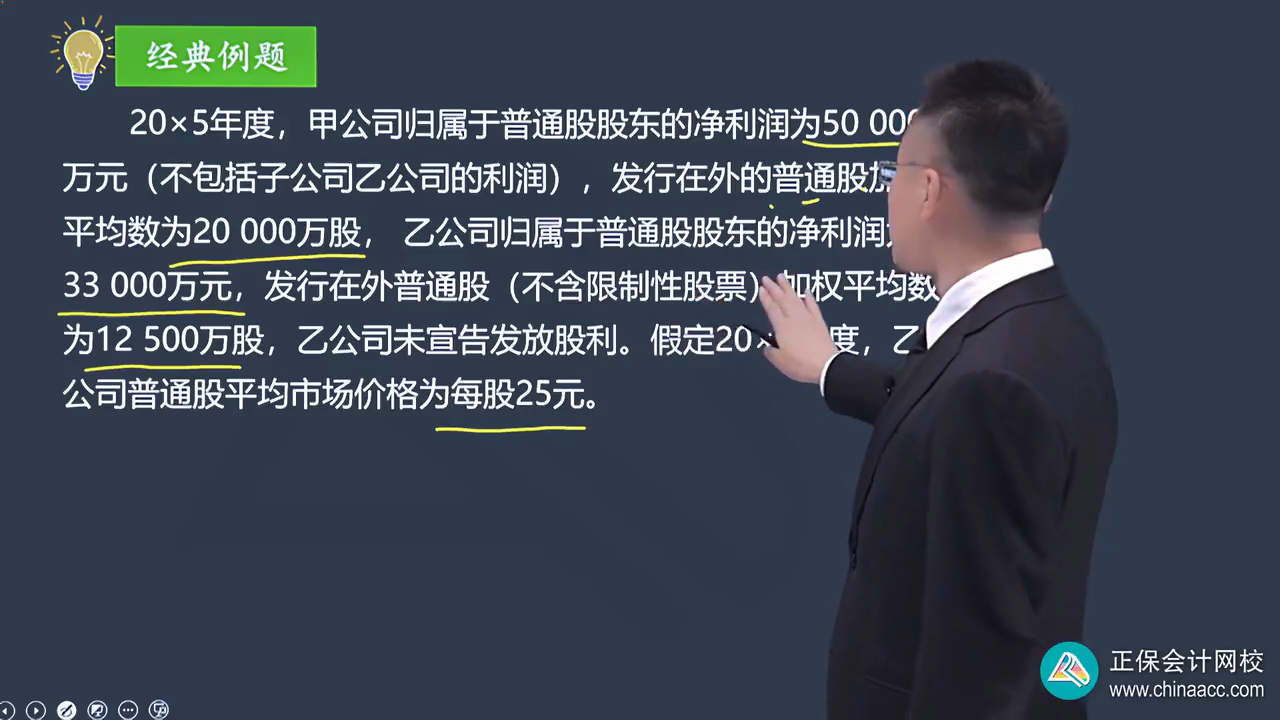 经典例题
20×5年度，甲公司归属于普通股股东的净利润为50 000
万元（不包括子公司乙公司的利润），发行在外的普通股加
平均数为20 000万股， 乙公司归属于普通股股东的净利润
33 000万元，发行在外普通股（不含限制性股票）加权平均数
为12 500万股，乙公司未宣告发放股利。假定20× 度，乙
公司普通股平均市场价格为每股25元。
正保会计网校
www.chinaacc.com